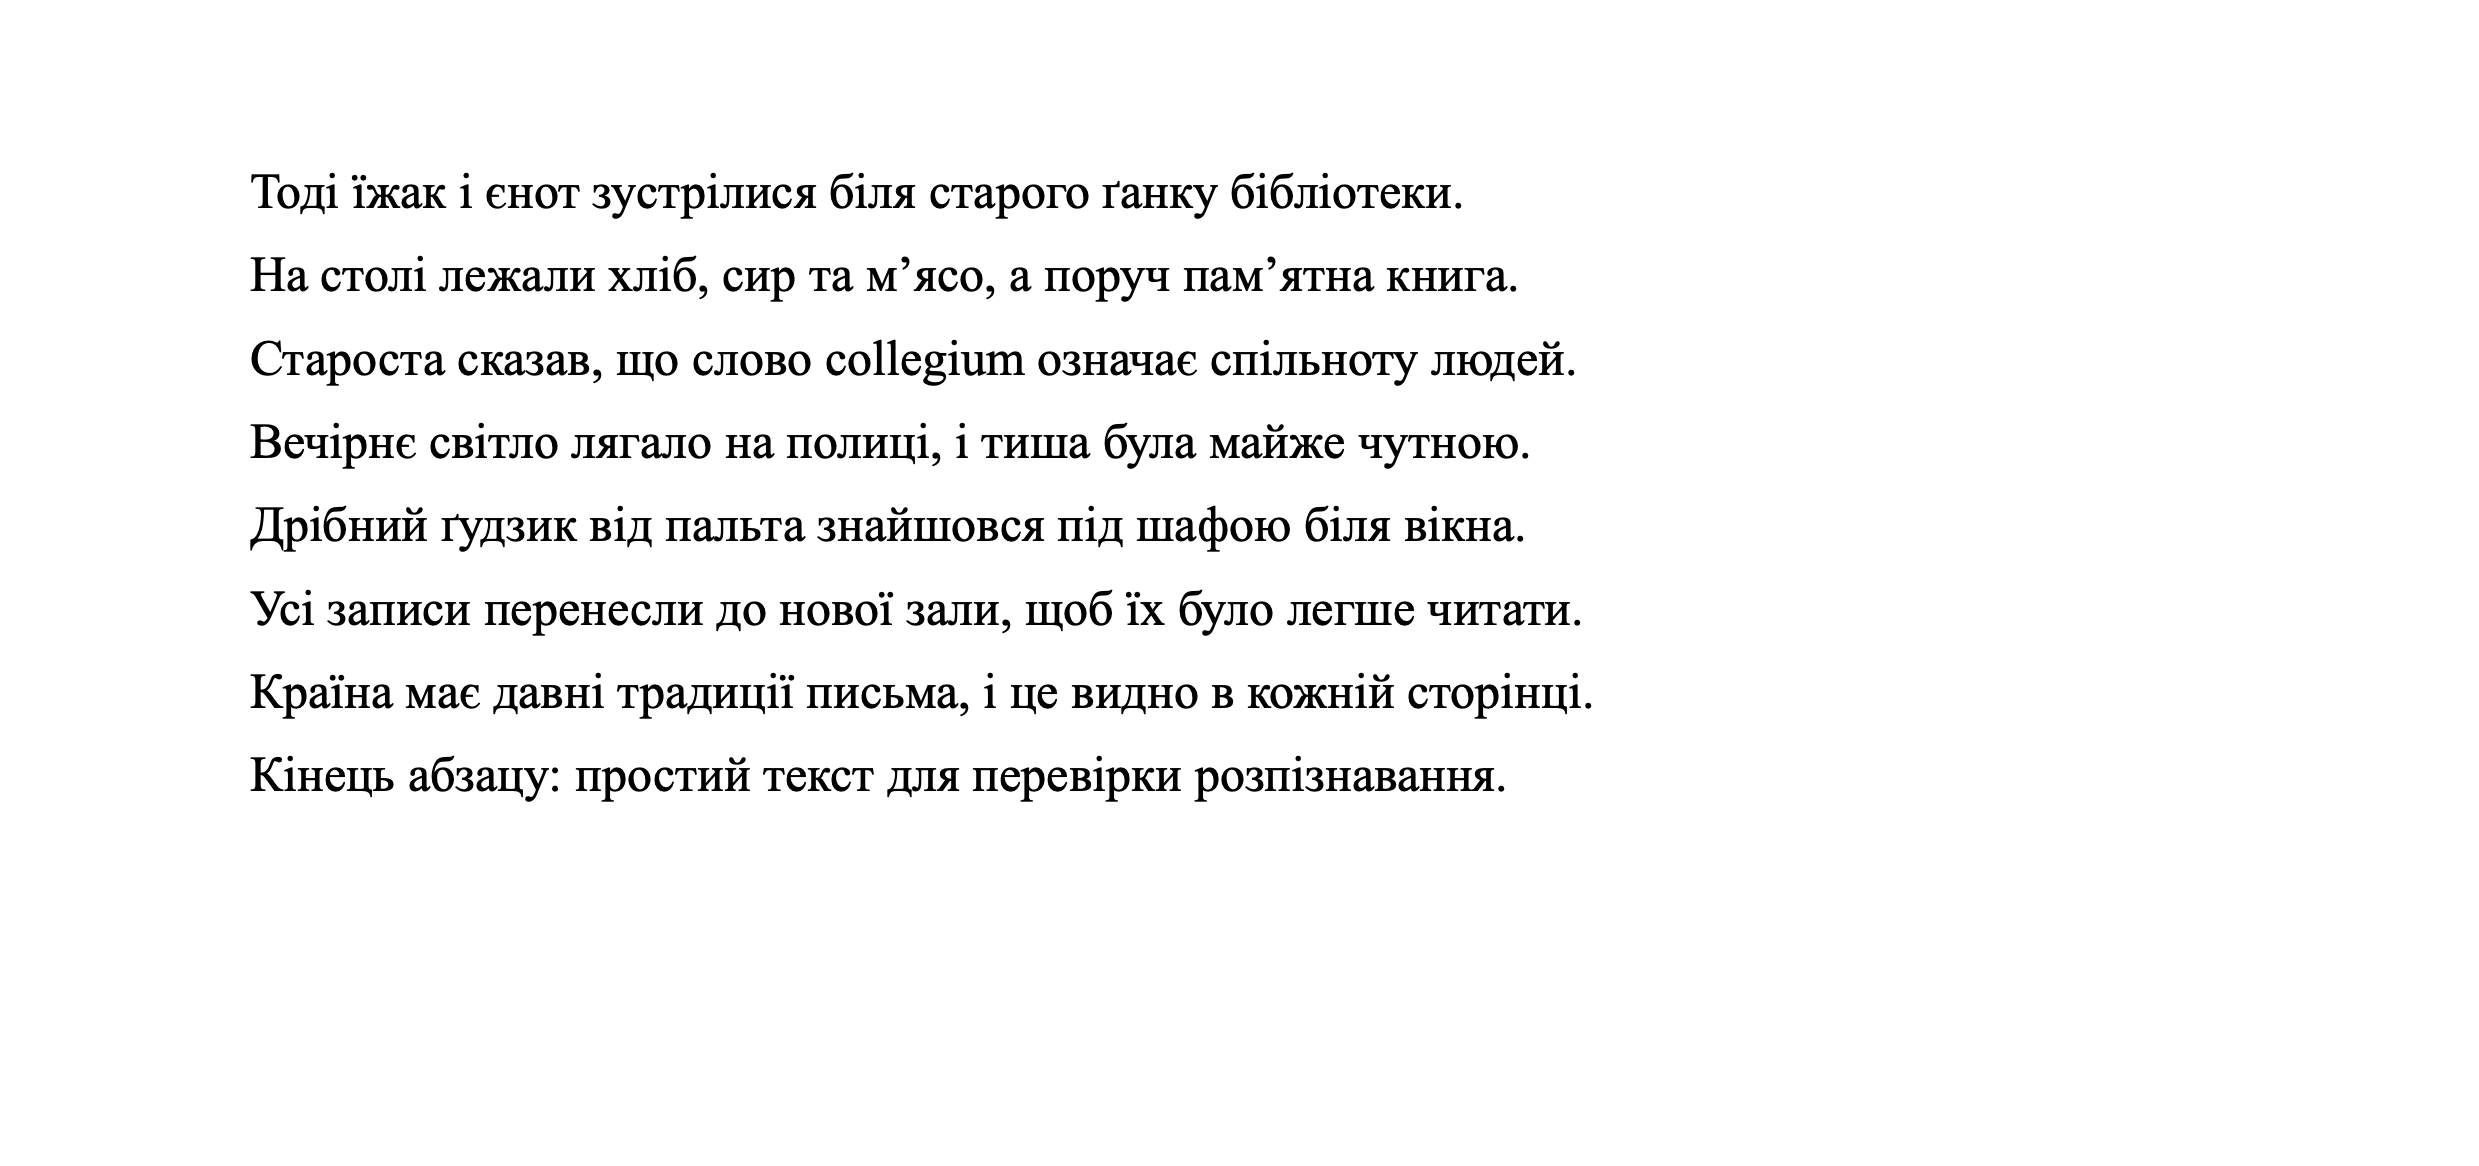 Тоді їжак і єнот зустрілися біля старого ґанку бібліотеки.
На столі лежали хліб, сир та м’ясо, а поруч пам’ятна книга.
Староста сказав, що слово collegium означає спільноту людей.
Вечірнє світло лягало на полиці, і тиша була майже чутною.
Дрібний ґудзик від пальта знайшовся під шафою біля вікна.
Усі записи перенесли до нової зали, щоб їх було легше читати.
Країна має давні традиції письма, і це видно в кожній сторінці.
Кінець абзацу: простий текст для перевірки розпізнавання.